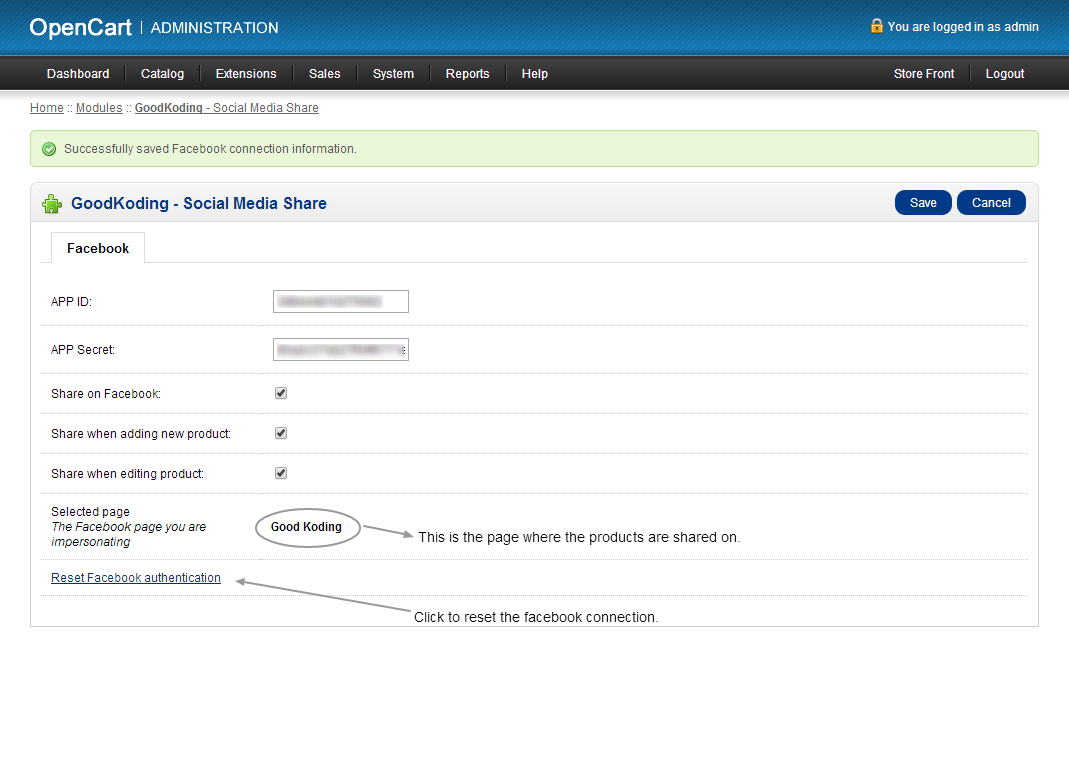 OpenCart | ADMINISTRATION
You are logged in as admin
Dashboard Catalog Extensions Sales System Reports Help Store Front Logout
Home :: Modules :: GoodKoding - Social Media Share
Successfully saved Facebook connection information.
GoodKoding - Social Media Share Save Cancel
Facebook
APP ID:
APP Secret:
Share on Facebook:
Share when adding new product:
Share when editing product:
Selected page
The Facebook page you are
impersonating
Good Koding
This is the page where the products are shared on.
Reset Facebook authentication
Click to reset the facebook connection.